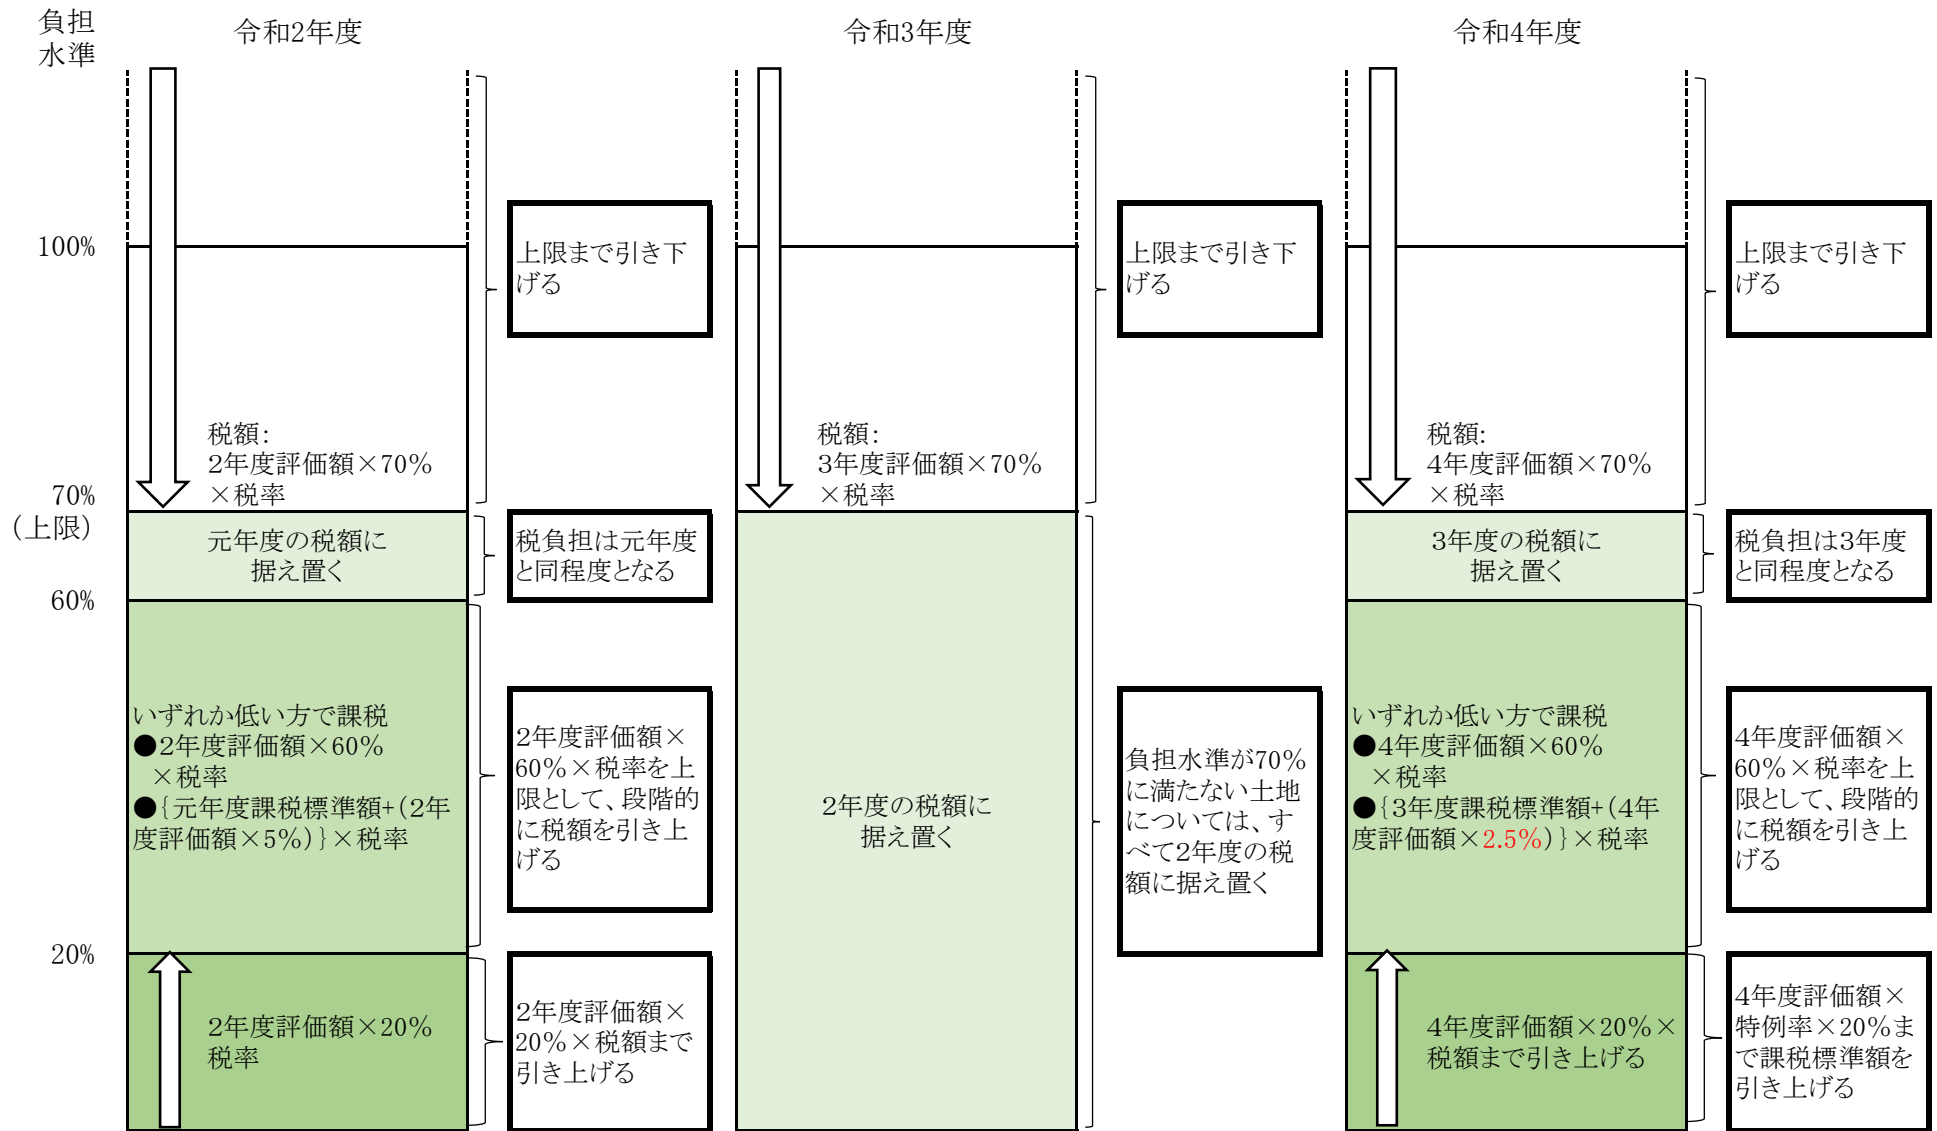 負担
水準
令和2年度
令和3年度
令和4年度
100%
70%
(上限)
60%
20%
税額：
2年度評価額×70%
×税率
上限まで引き下
げる
元年度の税額に
据え置く
税負担は元年度
と同程度となる
いずれか低い方で課税
●2年度評価額×60%
×税率
●{元年度課税標準額+(2年
度評価額×5%)}×税率
2年度評価額×
60%×税率を上
限として、段階的
に税額を引き上
げる
2年度評価額×20%
税率
2年度評価額×
20%×税額まで
引き上げる
税額：
3年度評価額×70%
×税率
上限まで引き下
げる
2年度の税額に
据え置く
負担水準が70%
に満たない土地
については、す
べて2年度の税
額に据え置く
税額：
4年度評価額×70%
×税率
上限まで引き下
げる
3年度の税額に
据え置く
税負担は3年度
と同程度となる
いずれか低い方で課税
●4年度評価額×60%
×税率
●{3年度課税標準額+(4年
度評価額×2.5%)}×税率
4年度評価額×
60%×税率を上
限として、段階的
に税額を引き上
げる
4年度評価額×20%×
税額まで引き上げる
4年度評価額×
特例率×20%ま
で課税標準額を
引き上げる